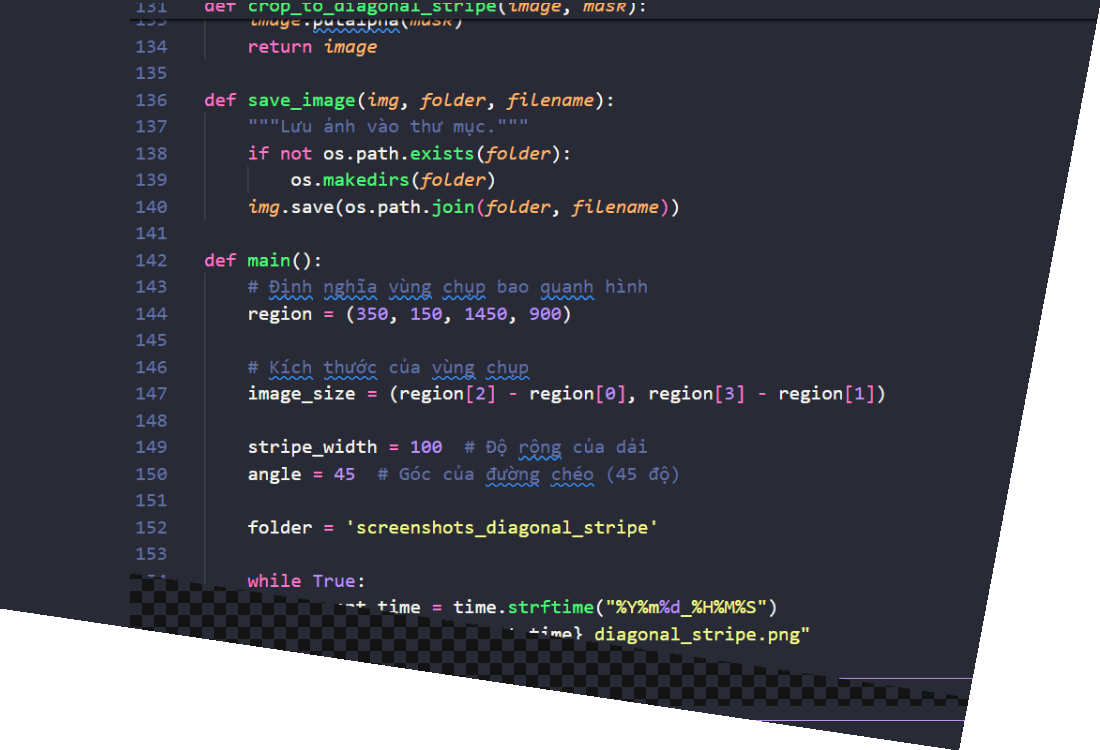 131 def crop_to_diagonal_stripe(image, mask):
133 image.putalpha(mask)
134 return image
135
136 def save_image(img, folder, filename):
137 """Lưu ảnh vào thư mục."""
138 if not os.path.exists(folder):
139 os.makedirs(folder)
140 img.save(os.path.join(folder, filename))
141
142 def main():
143 # Định nghĩa vùng chụp bao quanh hình
144 region = (350, 150, 1450, 900)
145
146 # Kích thước của vùng chụp
147 image_size = (region[2] - region[0], region[3] - region[1])
148
149 stripe_width = 100  # Độ rộng của dải
150 angle = 45  # Góc của đường chéo (45 độ)
151
152 folder = 'screenshots_diagonal_stripe'
153
while True:
time = time.strftime("%Y%m%d_%H%M%S")
time}_diagonal_stripe.png"